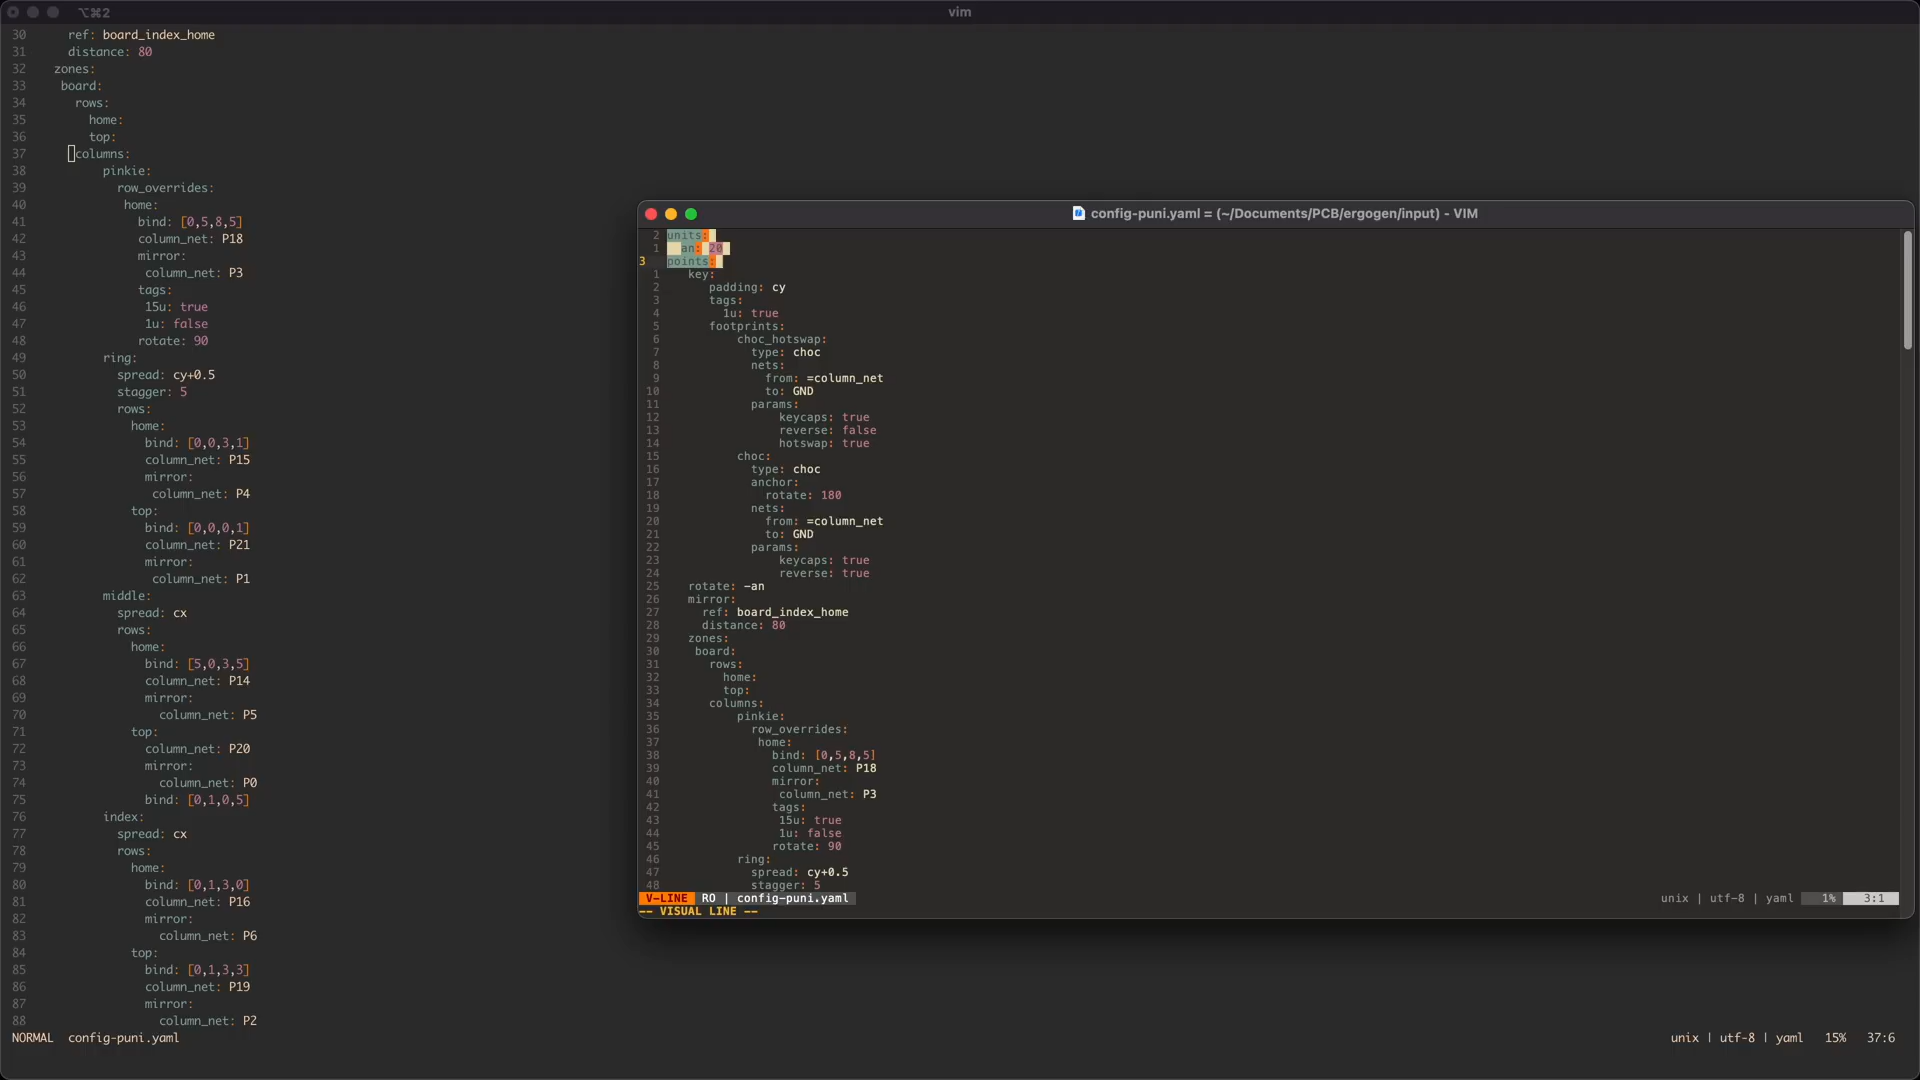 ⌥⌘2
vim
30 ref: board_index_home
31 distance: 80
32 zones:
33 board:
34 rows:
35 home:
36 top:
37 columns:
38 pinkie:
39 row_overrides:
40 home:
41 bind: [0,5,8,5]
42 column_net: P18
43 mirror:
44 column_net: P3
45 tags:
46 15u: true
47 1u: false
48 rotate: 90
49 ring:
50 spread: cy+0.5
51 stagger: 5
52 rows:
53 home:
54 bind: [0,0,3,1]
55 column_net: P15
56 mirror:
57 column_net: P4
58 top:
59 bind: [0,0,0,1]
60 column_net: P21
61 mirror:
62 column_net: P1
63 middle:
64 spread: cx
65 rows:
66 home:
67 bind: [5,0,3,5]
68 column_net: P14
69 mirror:
70 column_net: P5
71 top:
72 column_net: P20
73 mirror:
74 column_net: P0
75 bind: [0,1,0,5]
76 index:
77 spread: cx
78 rows:
79 home:
80 bind: [0,1,3,0]
81 column_net: P16
82 mirror:
83 column_net: P6
84 top:
85 bind: [0,1,3,3]
86 column_net: P19
87 mirror:
88 column_net: P2
NORMAL config-puni.yaml
unix | utf-8 | yaml 15% 37:6
config-puni.yaml = (~/Documents/PCB/ergogen/input) - VIM
2 units:
1 an: 20
3 points:
1 key:
2 padding: cy
3 tags:
4 1u: true
5 footprints:
6 choc_hotswap:
7 type: choc
8 nets:
9 from: =column_net
10 to: GND
11 params:
12 keycaps: true
13 reverse: false
14 hotswap: true
15 choc:
16 type: choc
17 anchor:
18 rotate: 180
19 nets:
20 from: =column_net
21 to: GND
22 params:
23 keycaps: true
24 reverse: true
25 rotate: -an
26 mirror:
27 ref: board_index_home
28 distance: 80
29 zones:
30 board:
31 rows:
32 home:
33 top:
34 columns:
35 pinkie:
36 row_overrides:
37 home:
38 bind: [0,5,8,5]
39 column_net: P18
40 mirror:
41 column_net: P3
42 tags:
43 15u: true
44 1u: false
45 rotate: 90
46 ring:
47 spread: cy+0.5
48 stagger: 5
V-LINE RO | config-puni.yaml
unix | utf-8 | yaml 1% 3:1
-- VISUAL LINE --